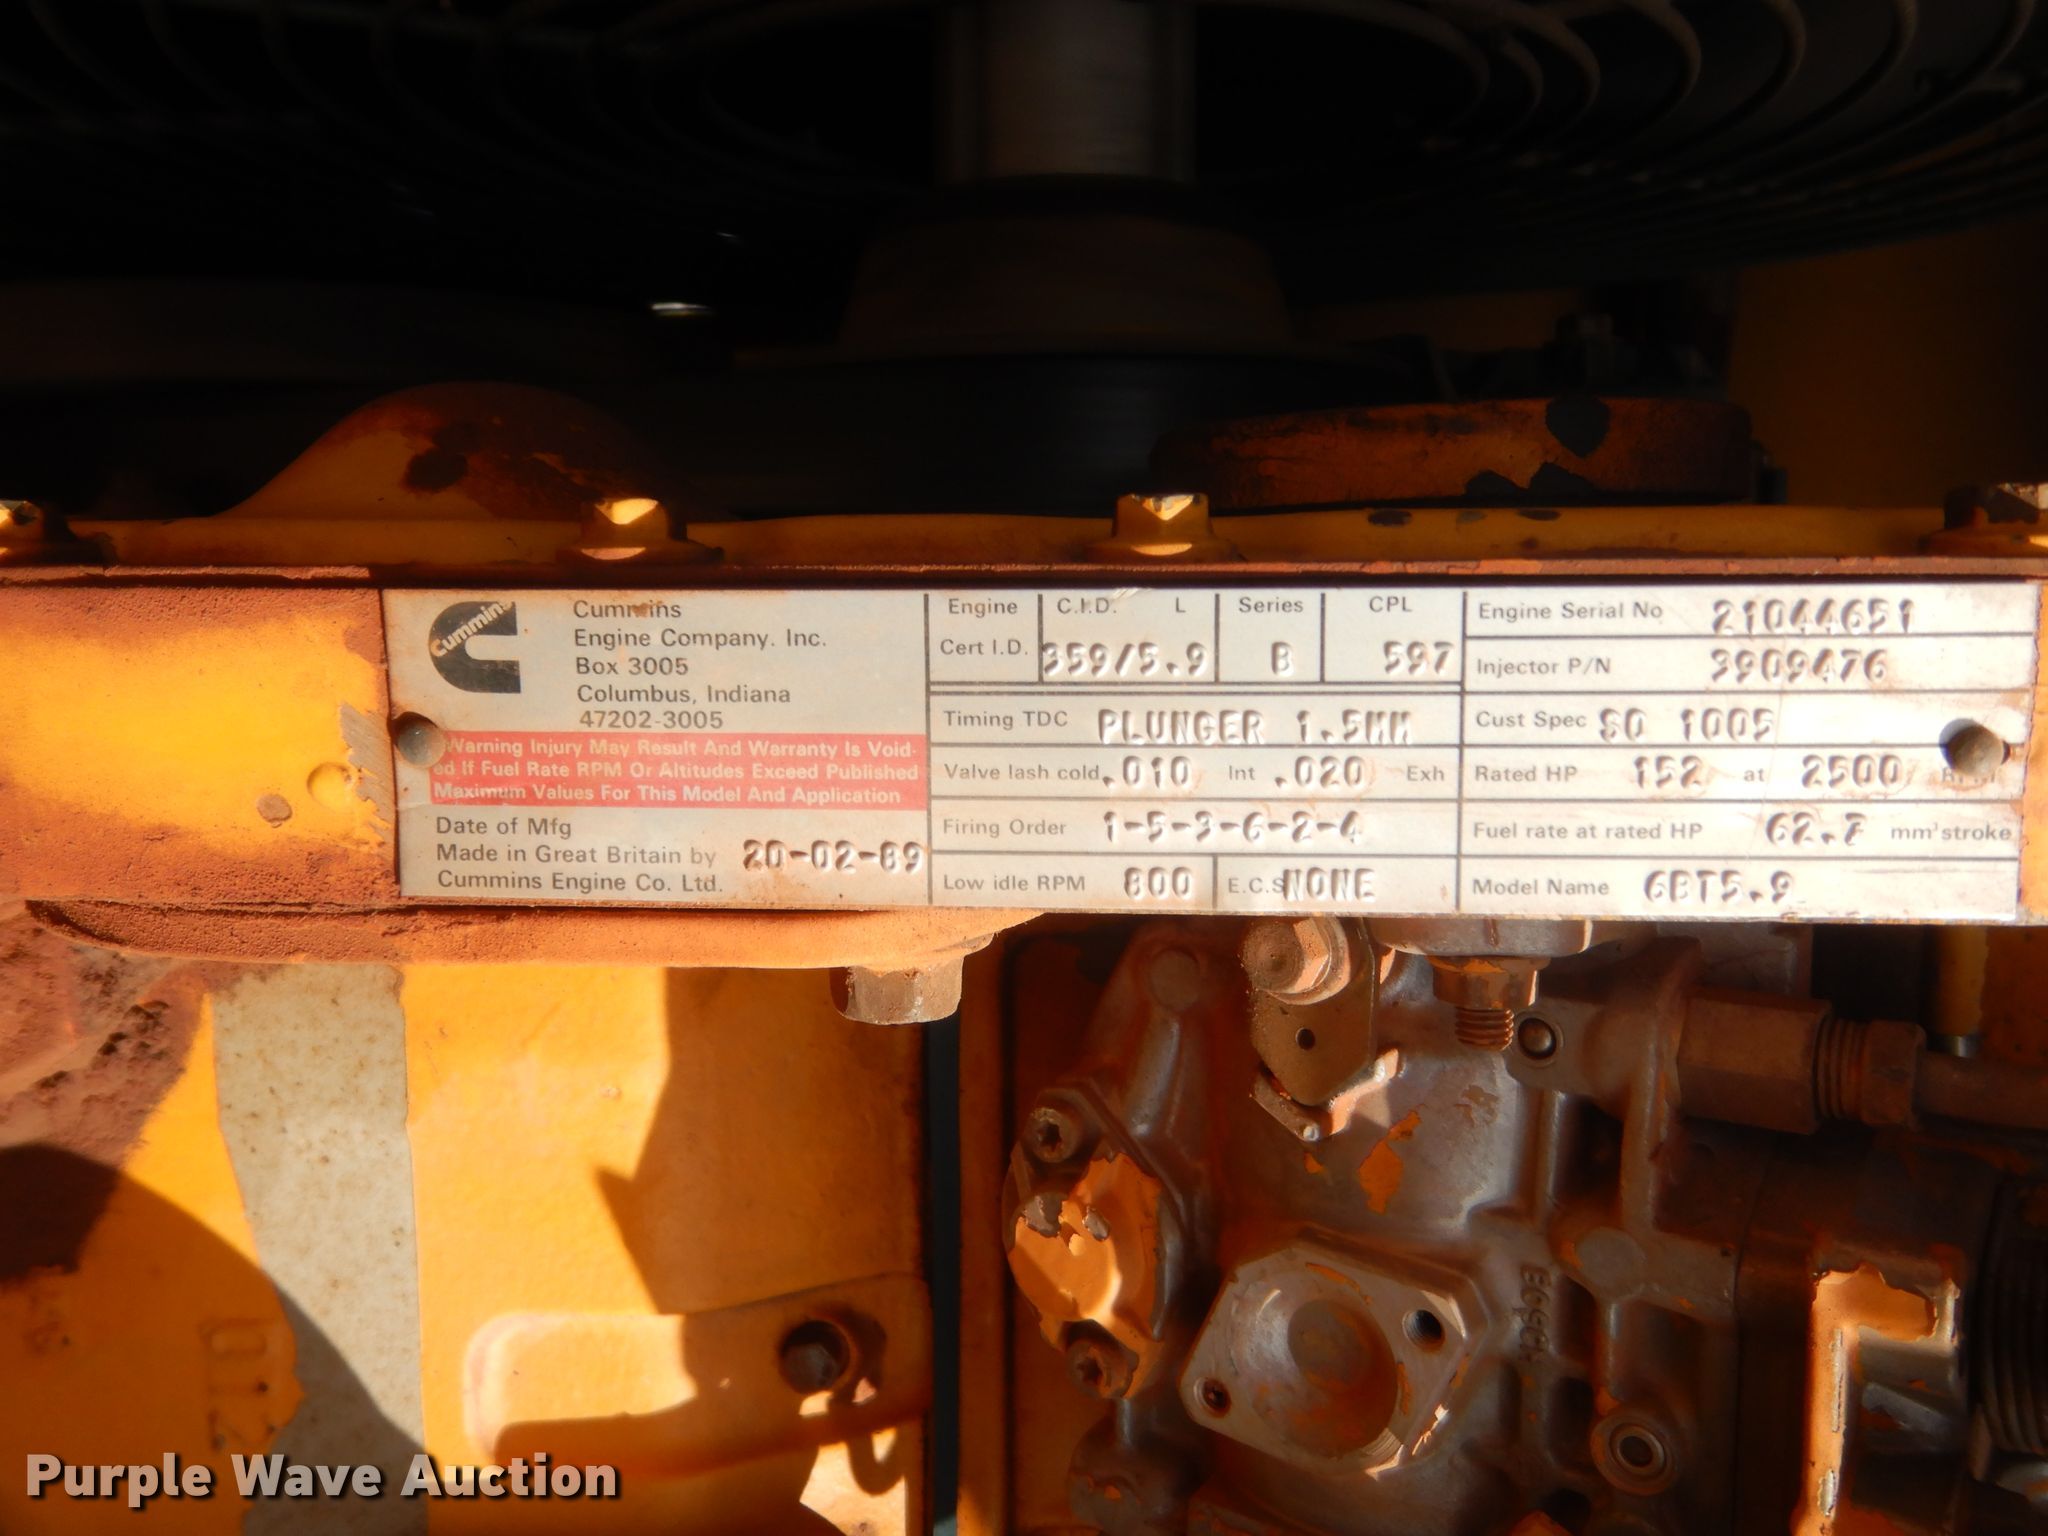 Cummins
Cummins
Engine Company. Inc.
Box 3005
Columbus, Indiana
47202-3005
Warning Injury May Result And Warranty Is Void-
ed If Fuel Rate RPM Or Altitudes Exceed Published
Maximum Values For This Model And Application
Date of Mfg
Made in Great Britain by 20-02-89
Cummins Engine Co. Ltd.
Engine C.I.D. L Series CPL
Cert I.D. 359/5.9 B 597
Timing TDC PLUNGER 1.5MM
Valve lash cold .010 Int .020 Exh
Firing Order 1-5-3-6-2-4
Low idle RPM 800 E.C.S NONE
Engine Serial No 21044651
Injector P/N 3909476
Cust Spec SO 1005
Rated HP 152 at 2500 RPM
Fuel rate at rated HP 62.7 mm³stroke
Model Name 6BT5.9
BOSCH
Purple Wave Auction